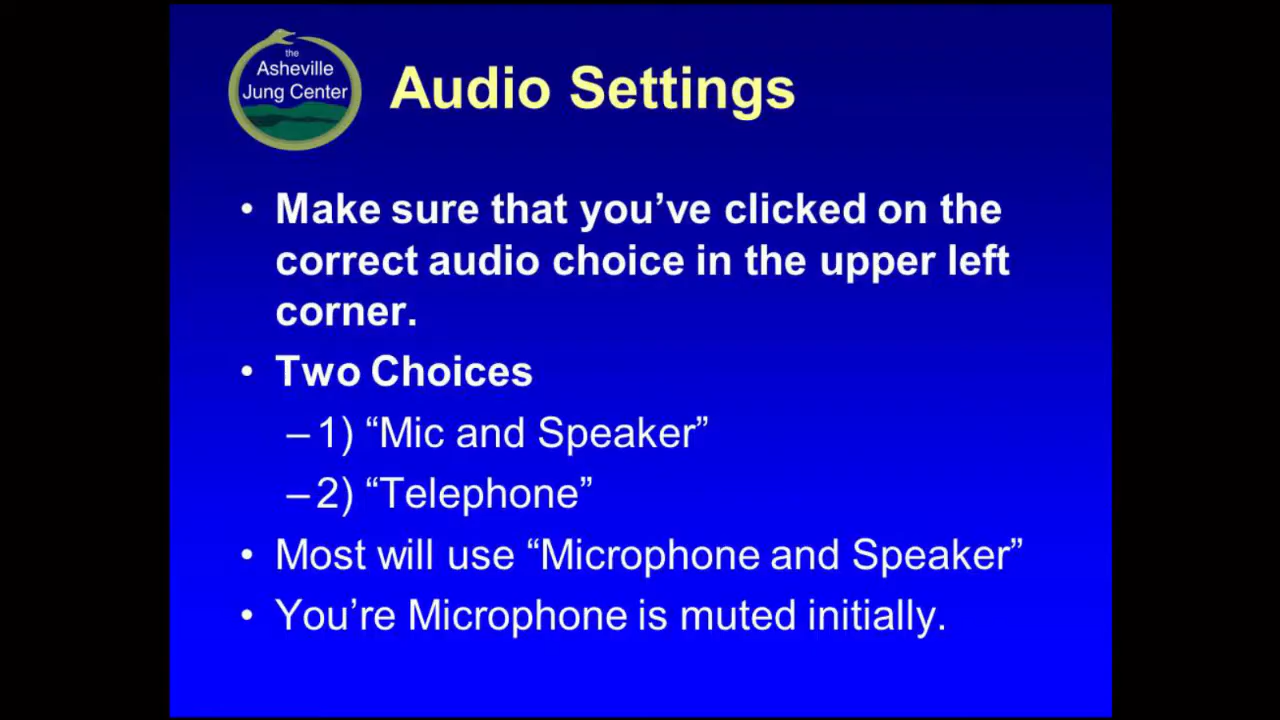 the
Asheville
Jung Center
Audio Settings
• Make sure that you’ve clicked on the
correct audio choice in the upper left
corner.
• Two Choices
– 1) “Mic and Speaker”
– 2) “Telephone”
• Most will use “Microphone and Speaker”
• You’re Microphone is muted initially.